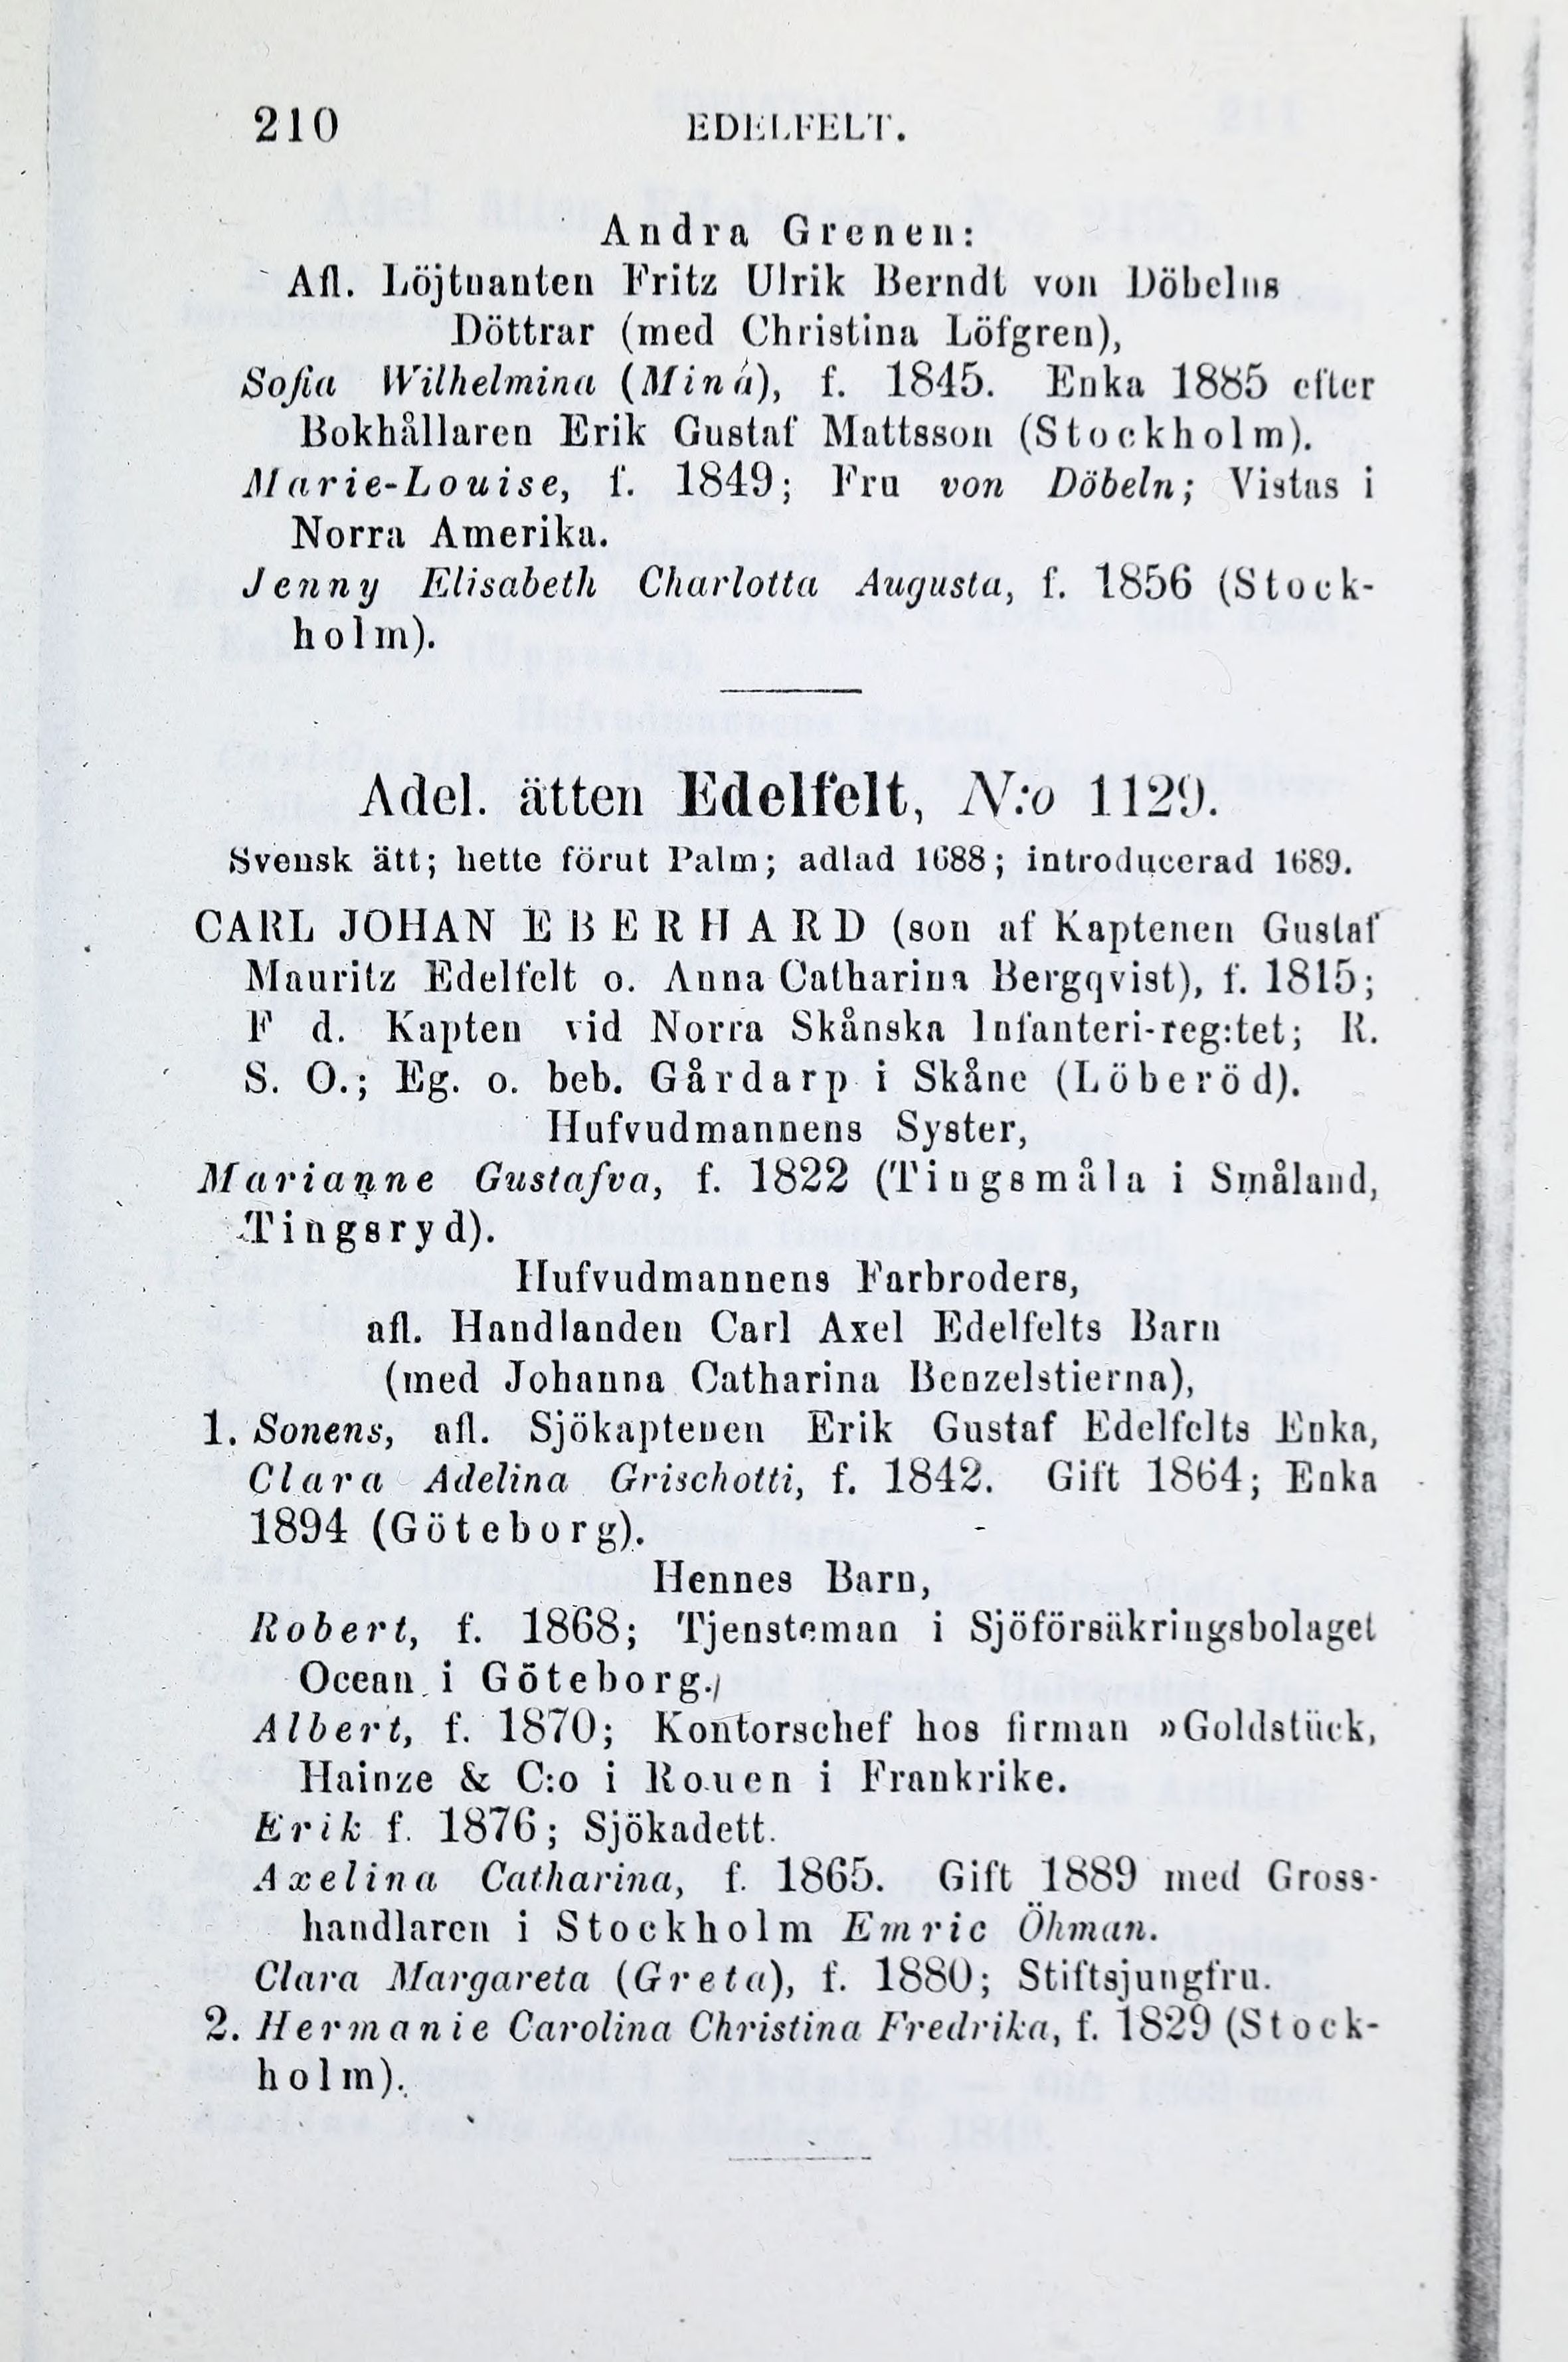 210 EDELFELT.
Andra Grenen:
Afl. Löjtnanten Fritz Ulrik Berndt von Döbelns
Döttrar (med Christina Löfgren),
Sofia Wilhelmina (Mina), f. 1845. Enka 1885 efter
Bokhållaren Erik Gustaf Mattsson (Stockholm).
Marie-Louise, f. 1849; Fru von Döbeln; Vistas i
Norra Amerika.
Jenny Elisabeth Charlotta Augusta, f. 1856 (Stock-
holm).
Adel. ätten Edelfelt, N:o 1129.
Svensk ätt; hette förut Palm; adlad 1688; introducerad 1689.
CARL JOHAN EBERHARD (son af Kaptenen Gustaf
Mauritz Edelfelt o. Anna Catharina Bergqvist), f. 1815;
F d. Kapten vid Norra Skånska Infanteri-reg:tet; R.
S. O.; Eg. o. beb. Gårdarp i Skåne (Löberöd).
Hufvudmannens Syster,
Marianne Gustafva, f. 1822 (Tingsmåla i Småland,
Tingsryd).
Hufvudmannens Farbroders,
afl. Handlanden Carl Axel Edelfelts Barn
(med Johanna Catharina Benzelstierna),
1. Sonens, afl. Sjökaptenen Erik Gustaf Edelfelts Enka,
Clara Adelina Grischotti, f. 1842. Gift 1864; Enka
1894 (Göteborg).
Hennes Barn,
Robert, f. 1868; Tjensteman i Sjöförsäkringsbolaget
Ocean i Göteborg.
Albert, f. 1870; Kontorschef hos firman »Goldstück,
Hainze & C:o i Rouen i Frankrike.
Erik f. 1876; Sjökadett.
Axelina Catharina, f. 1865. Gift 1889 med Gross-
handlaren i Stockholm Emric Öhman.
Clara Margareta (Greta), f. 1880; Stiftsjungfru.
2. Hermanie Carolina Christina Fredrika, f. 1829 (Stock-
holm).